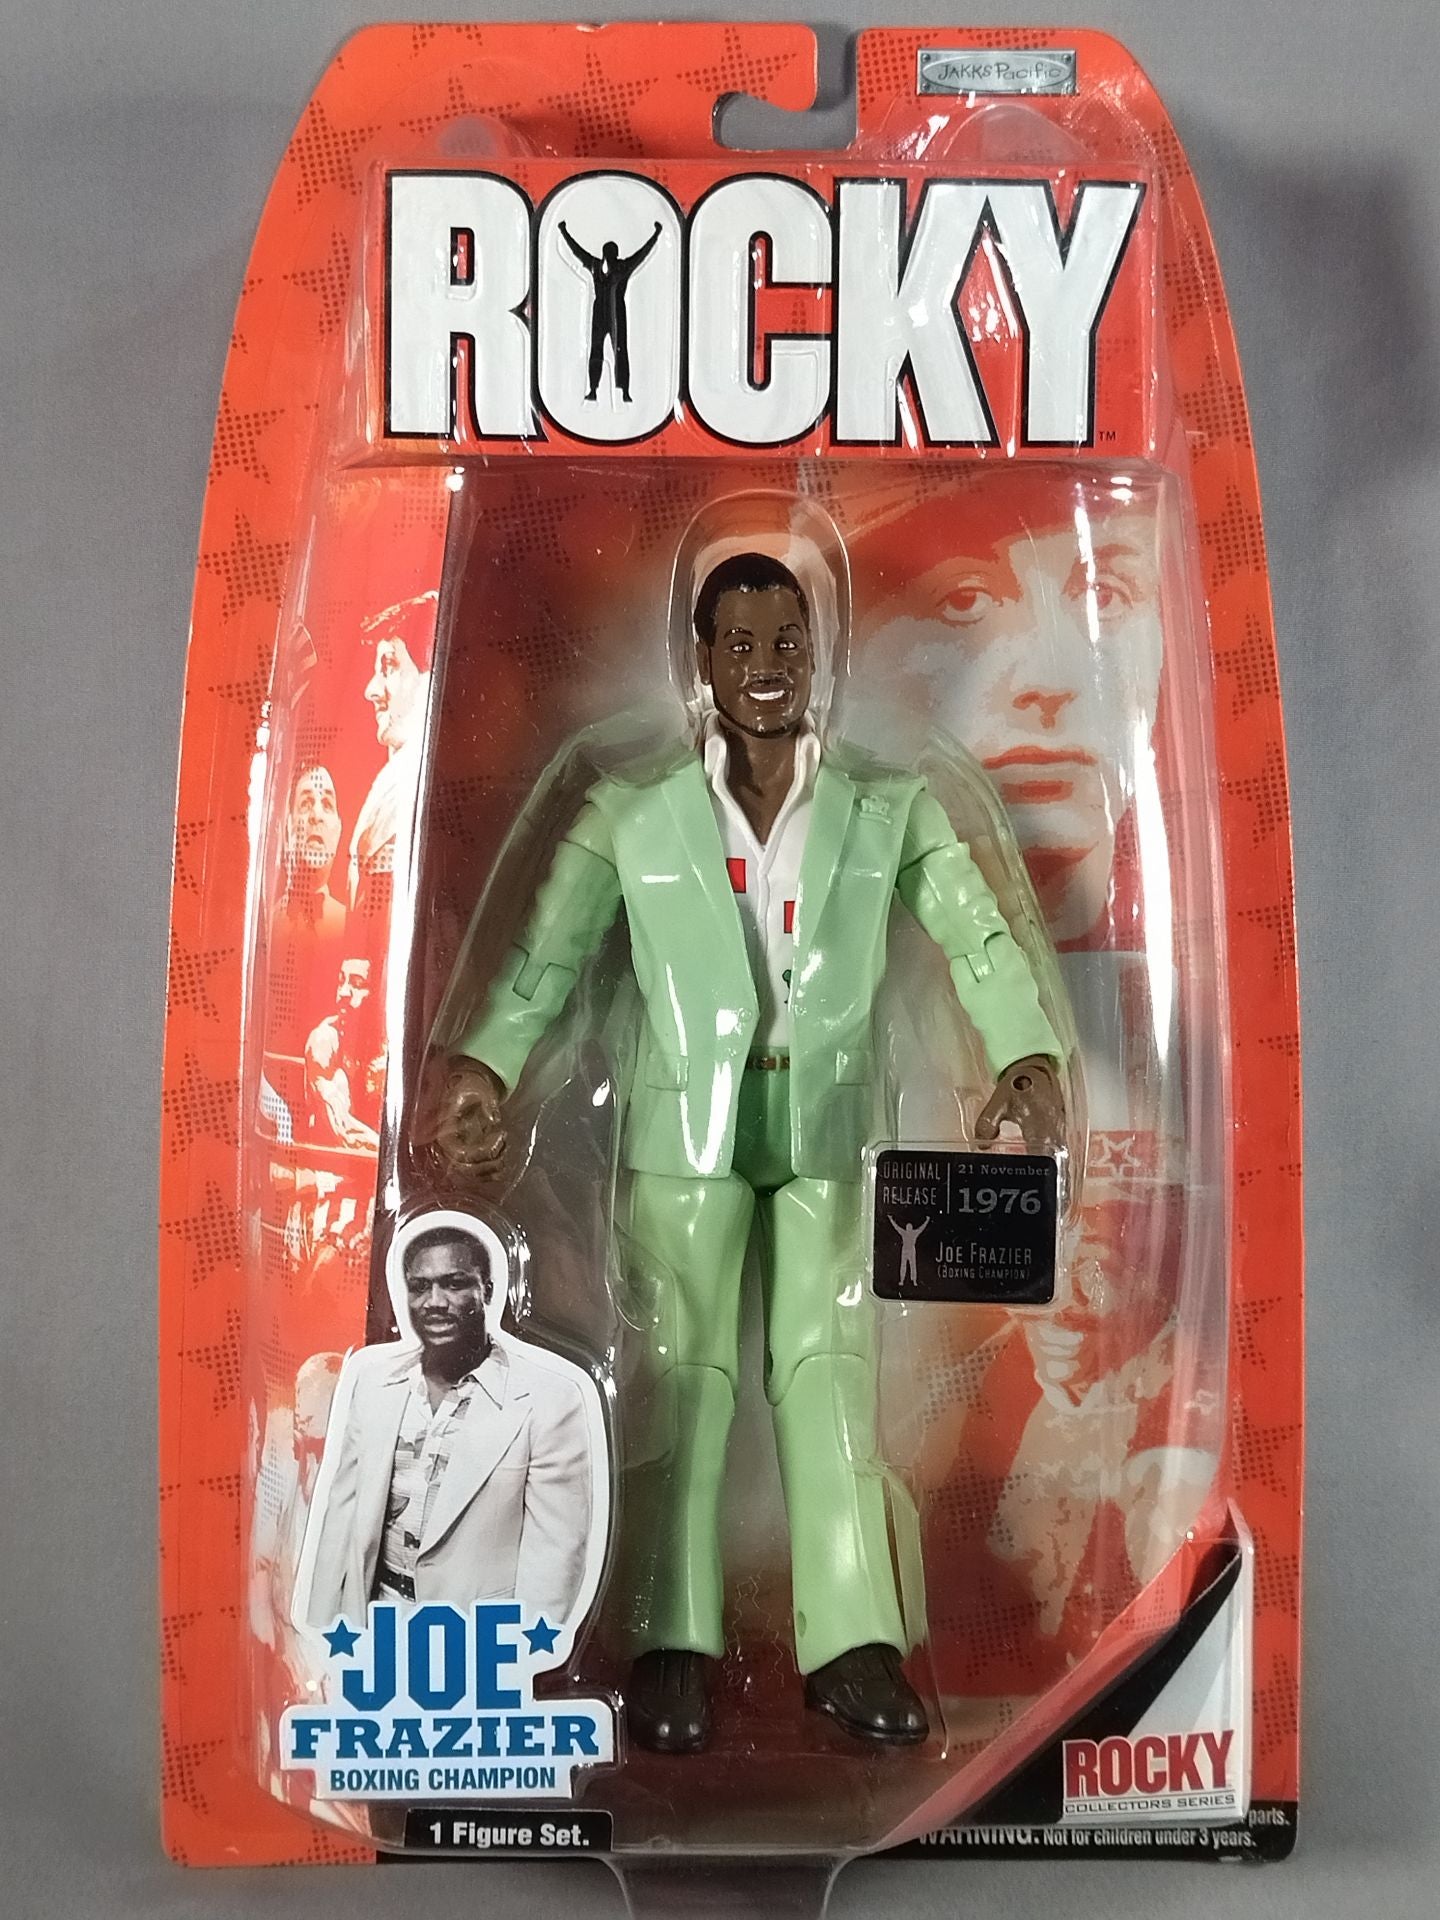 JAKKS Pacific
ROCKY
TM
ORIGINAL RELEASE
21 November
1976
JOE FRAZIER
(BOXING CHAMPION)
JOE
FRAZIER
BOXING CHAMPION
1 Figure Set.
ROCKY
COLLECTORS SERIES
parts.
WARNING: Not for children under 3 years.